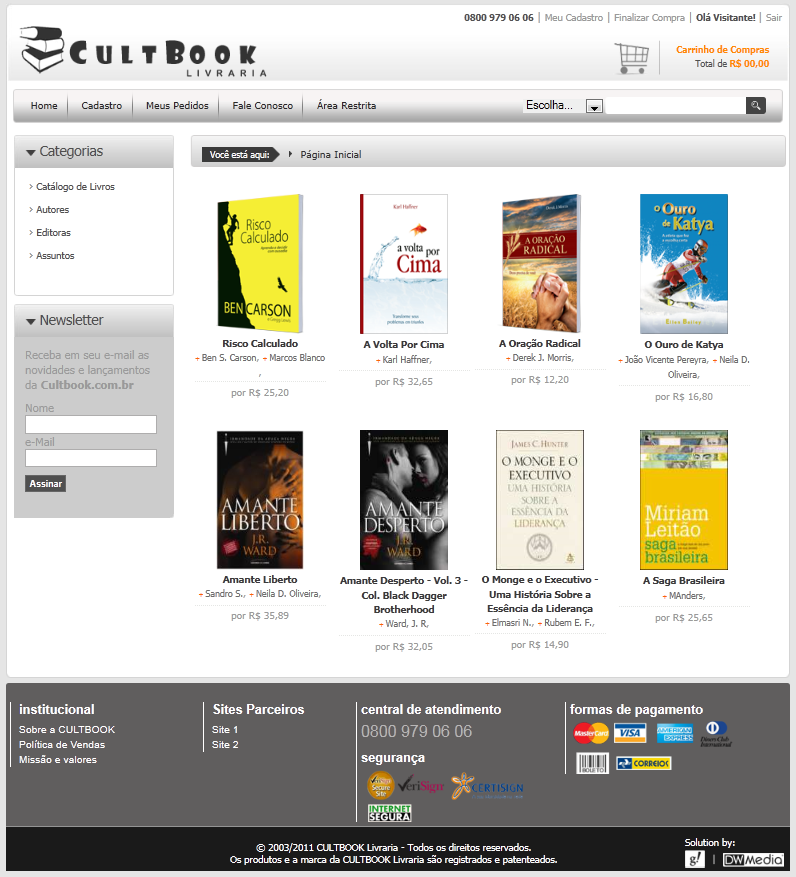 0800 979 06 06 | Meu Cadastro | Finalizar Compra | Olá Visitante! | Sair
CULTBOOK
LIVRARIA
Carrinho de Compras
Total de R$ 00,00
Home
Cadastro
Meus Pedidos
Fale Conosco
Área Restrita
Escolha...
Categorias
Catálogo de Livros
Autores
Editoras
Assuntos
Newsletter
Receba em seu e-mail as
novidades e lançamentos
da Cultbook.com.br
Nome
e-Mail
Assinar
Você está aqui:
Página Inicial
Risco
Calculado
BEN CARSON
Karl Haffner
a volta por
Cima
A ORAÇÃO
RADICAL
O Ouro
de Katya
Risco Calculado
+ Ben S. Carson, + Marcos Blanco
,
por R$ 25,20
A Volta Por Cima
+ Karl Haffner,
por R$ 32,65
A Oração Radical
+ Derek J. Morris,
por R$ 12,20
O Ouro de Katya
+ João Vicente Pereyra, + Neila D.
Oliveira,
por R$ 16,80
AMANTE
LIBERTO
J.R.
WARD
AMANTE
DESPERTO
J.R.
WARD
JAMES C. HUNTER
O MONGE E O
EXECUTIVO
UMA HISTÓRIA
SOBRE A
ESSÊNCIA DA
LIDERANÇA
Míriam
Leitão
saga
brasileira
Amante Liberto
+ Sandro S., + Neila D. Oliveira,
por R$ 35,89
Amante Desperto - Vol. 3 -
Col. Black Dagger
Brotherhood
+ Ward, J. R,
por R$ 32,05
O Monge e o Executivo -
Uma História Sobre a
Essência da Liderança
+ Elmasri N., + Rubem E. F.,
por R$ 14,90
A Saga Brasileira
+ MAnders,
por R$ 25,65
institucional
Sobre a CULTBOOK
Política de Vendas
Missão e valores
Sites Parceiros
Site 1
Site 2
central de atendimento
0800 979 06 06
segurança
VeriSign
CERTISIGN
INTERNET
SEGURA
formas de pagamento
MasterCard
VISA
AMERICAN
EXPRESS
Diners Club
International
BOLETO
CORREIOS
© 2003/2011 CULTBOOK Livraria - Todos os direitos reservados.
Os produtos e a marca da CULTBOOK Livraria são registrados e patenteados.
Solution by:
g! | DWMedia